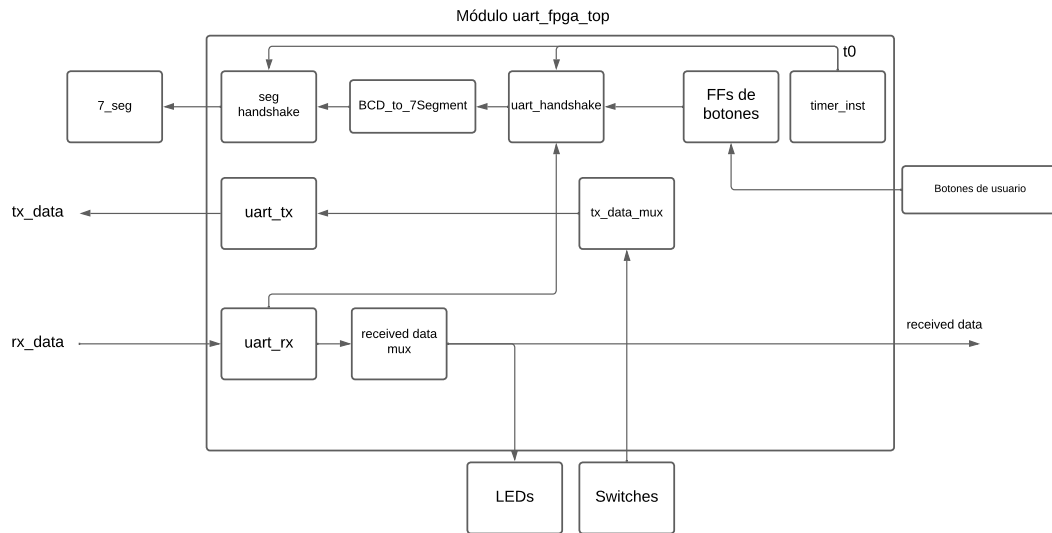 Módulo uart_fpga_top
t0
7_seg
seg
handshake
BCD_to_7Segment
uart_handshake
FFs de
botones
timer_inst
Botones de usuario
tx_data
uart_tx
tx_data_mux
rx_data
uart_rx
received data
mux
received data
LEDs
Switches